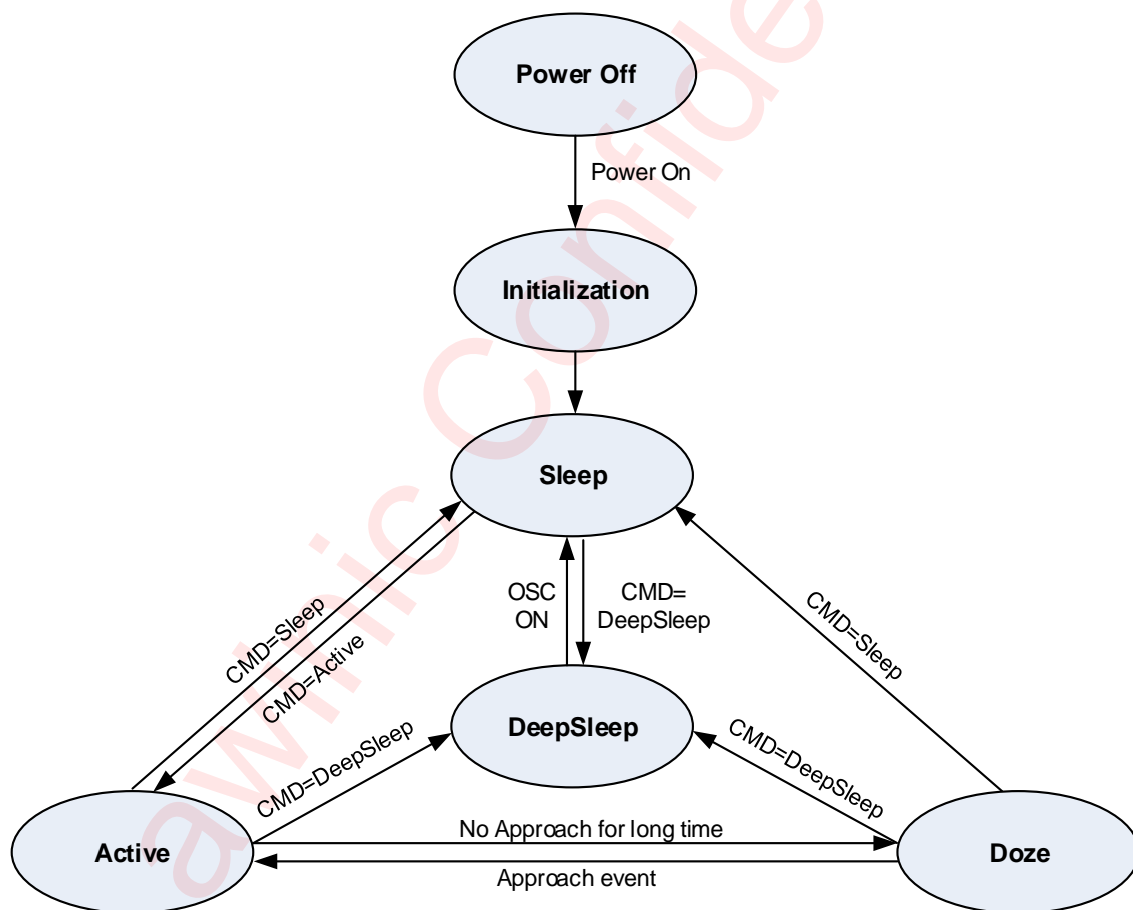 Power Off
Power On
Initialization
Sleep
OSC
ON
CMD=
DeepSleep
CMD=Sleep
CMD=Active
CMD=Sleep
DeepSleep
CMD=DeepSleep
CMD=DeepSleep
Active
No Approach for long time
Approach event
Doze
awinic Confide